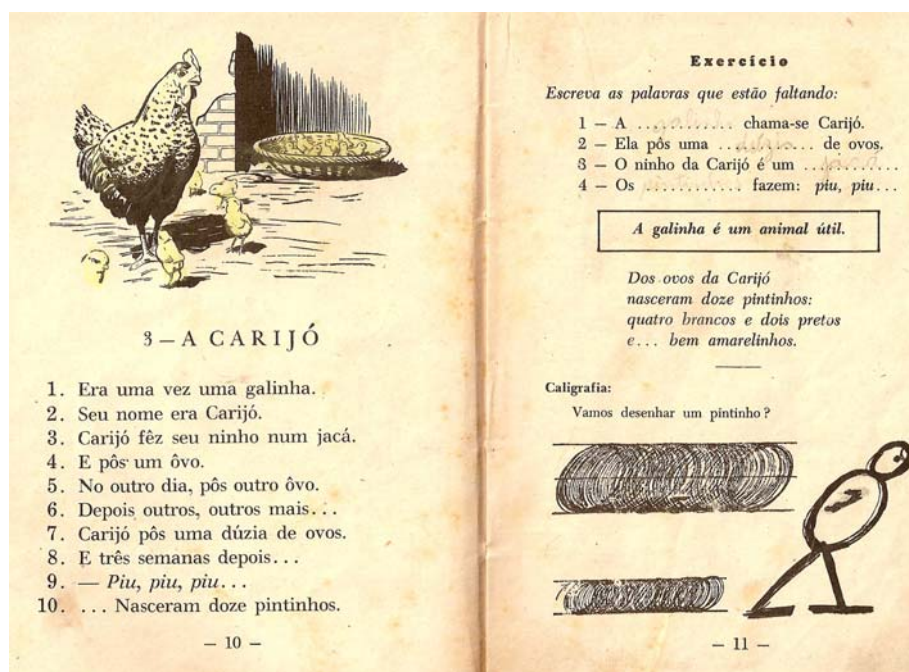 3 – A CARIJÓ
1. Era uma vez uma galinha.
2. Seu nome era Carijó.
3. Carijó fêz seu ninho num jacá.
4. E pôs um ôvo.
5. No outro dia, pôs outro ôvo.
6. Depois outros, outros mais...
7. Carijó pôs uma dúzia de ovos.
8. E três semanas depois...
9. — Piu, piu, piu...
10. ... Nasceram doze pintinhos.
– 10 –
Exercício
Escreva as palavras que estão faltando:
1 – A ............ chama-se Carijó.
2 – Ela pôs uma ............ de ovos.
3 – O ninho da Carijó é um ............
4 – Os ............ fazem: piu, piu...
A galinha é um animal útil.
Dos ovos da Carijó
nasceram doze pintinhos:
quatro brancos e dois pretos
e... bem amarelinhos.
Caligrafia:
Vamos desenhar um pintinho?
– 11 –